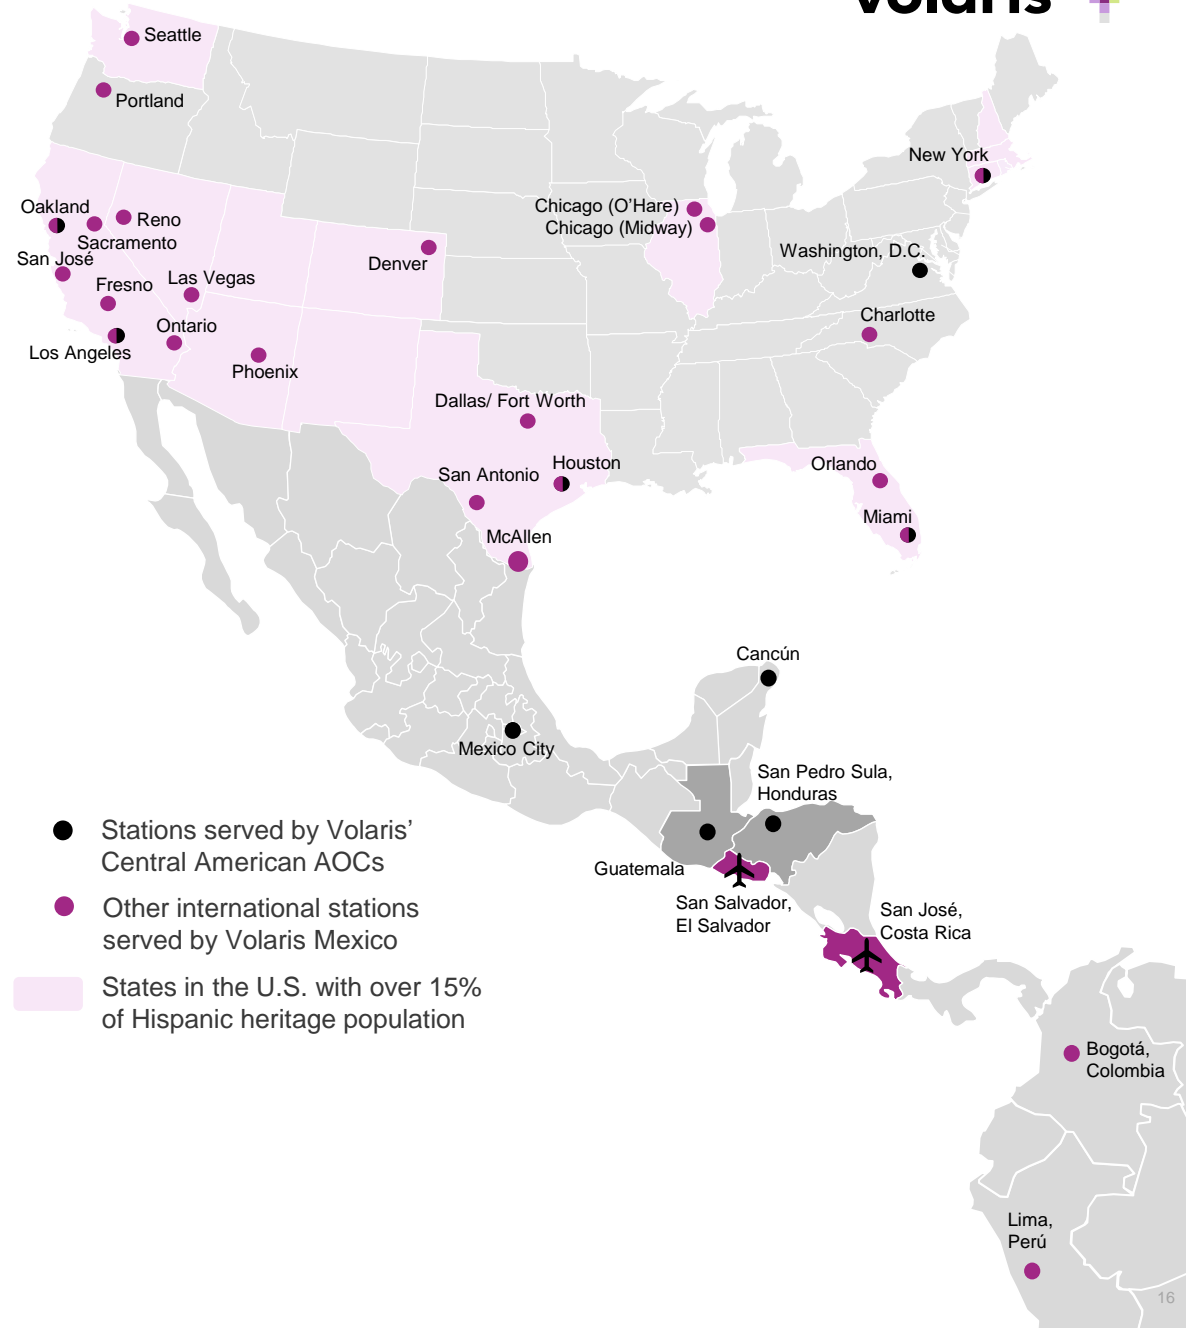 volaris
Seattle
Portland
New York
Oakland
Reno
Sacramento
San José
Fresno
Las Vegas
Ontario
Los Angeles
Phoenix
Denver
Chicago (O’Hare)
Chicago (Midway)
Washington, D.C.
Charlotte
Dallas/ Fort Worth
San Antonio
Houston
McAllen
Orlando
Miami
Cancún
Mexico City
San Pedro Sula,
Honduras
Guatemala
San Salvador,
El Salvador
San José,
Costa Rica
Bogotá,
Colombia
Lima,
Perú
Stations served by Volaris’
Central American AOCs
Other international stations
served by Volaris Mexico
States in the U.S. with over 15%
of Hispanic heritage population
16